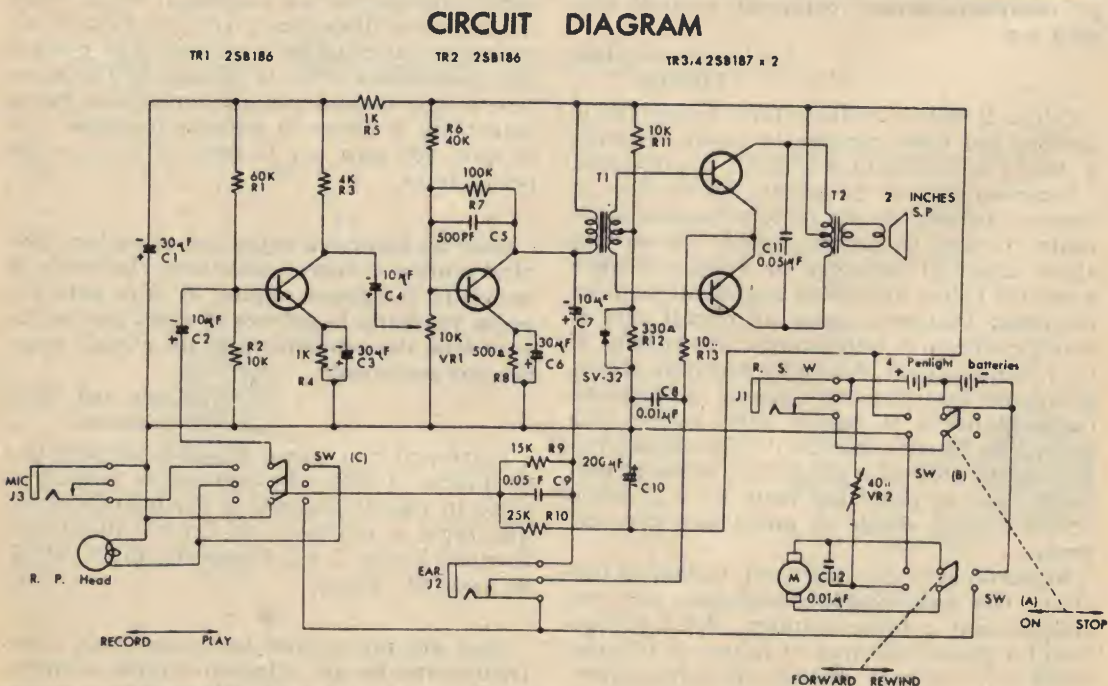 CIRCUIT DIAGRAM
TR1 2SB186
TR2 2SB186
TR3,4 2SB187 x 2
1K
R5
R6
40K
10K
R11
60K
R1
4K
R3
100K
R7
500PF C5
T1
T2
2 INCHES
S.P
- 30μF
+ C1
C11
0.05μF
10μF
C4
10μF
C2
10μF
C7
R2
10K
1K
R4
30μF
C3
10K
VR1
500Ω
R8
30μF
C6
330Ω
R12
10Ω
R13
SV-32
C8
0.01μF
R. S. W
J1
4 Penlight batteries
+ -
MIC
J3
SW (C)
15K R9
0.05 F C9
25K R10
200μF
C10
SW (B)
40Ω
VR2
R. P. Head
EAR
J2
M
C12
0.01μF
SW (A)
ON STOP
RECORD PLAY
FORWARD REWIND